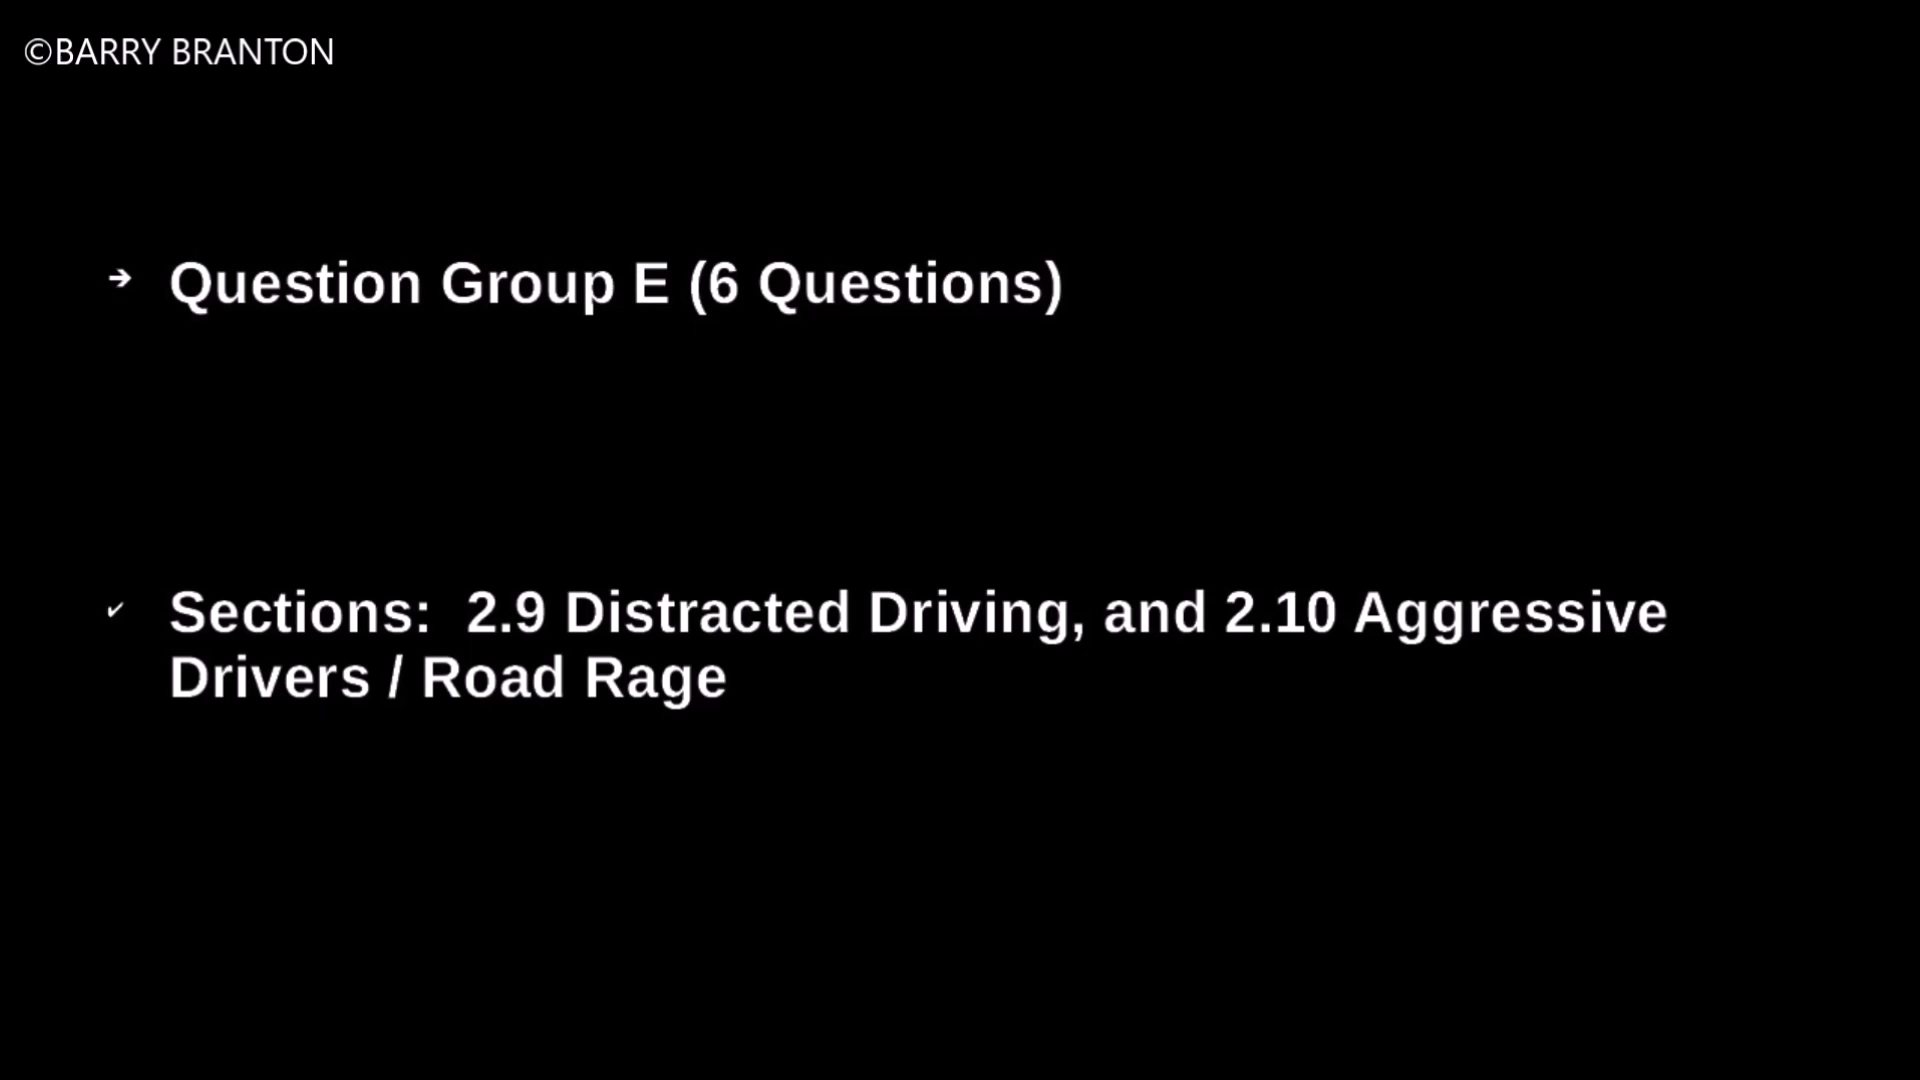 ©BARRY BRANTON
➔ Question Group E (6 Questions)
✔ Sections:  2.9 Distracted Driving, and 2.10 Aggressive
Drivers / Road Rage